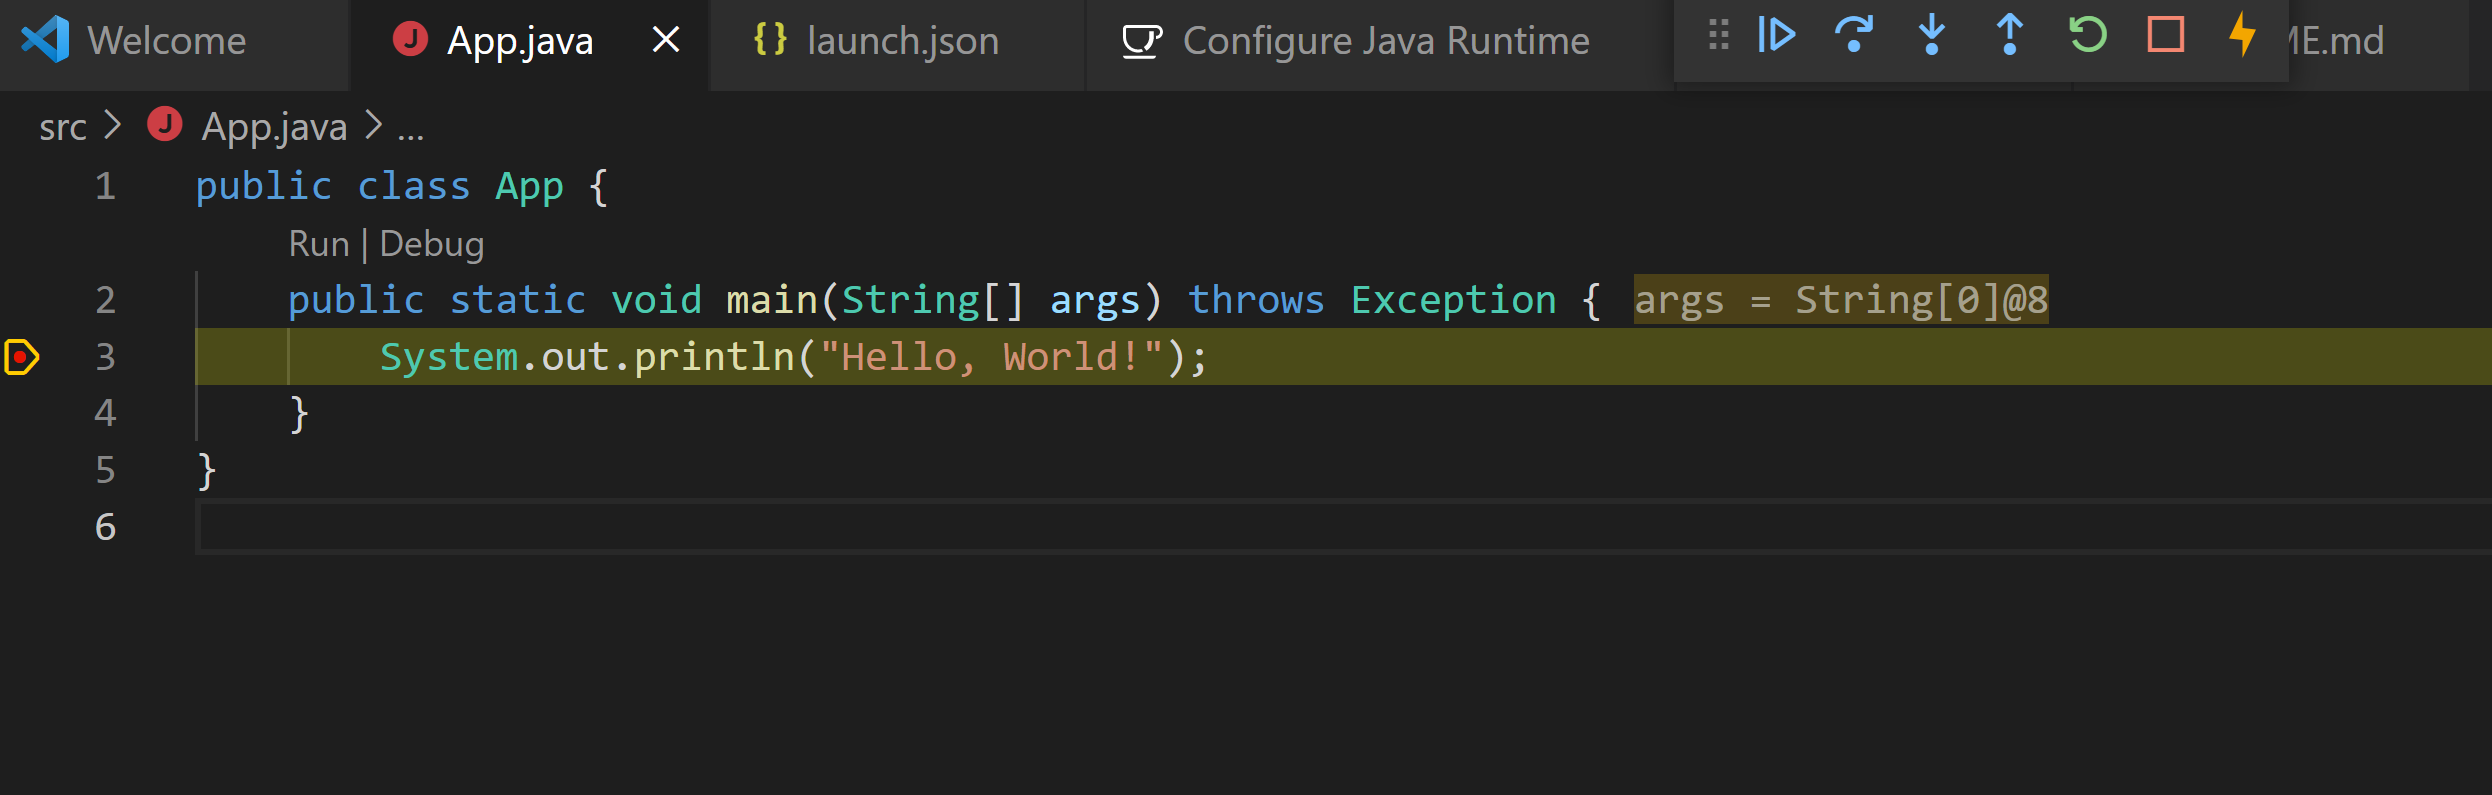 Welcome App.java launch.json Configure Java Runtime ME.md
src > App.java > ...
1 public class App {
Run | Debug
2 public static void main(String[] args) throws Exception { args = String[0]@8
3 System.out.println("Hello, World!");
4 }
5 }
6